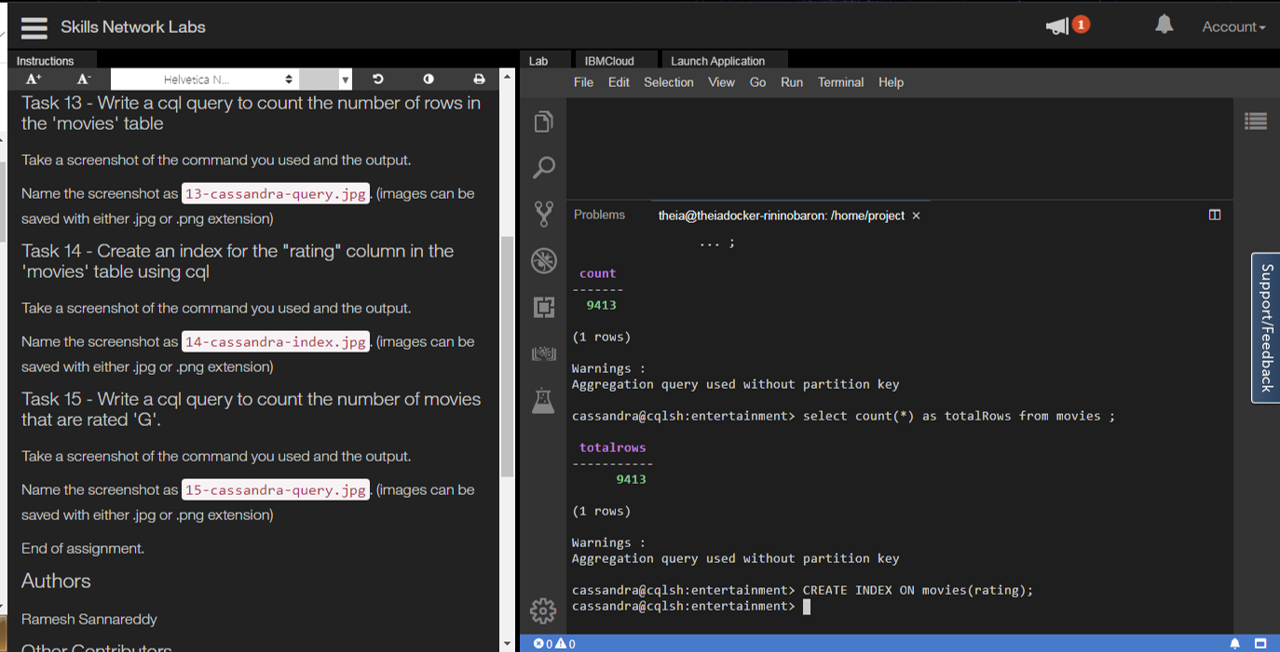 Skills Network Labs
1
Account
Instructions
A+
A-
Helvetica N...
Task 13 - Write a cql query to count the number of rows in
the 'movies' table
Take a screenshot of the command you used and the output.
Name the screenshot as 13-cassandra-query.jpg. (images can be
saved with either .jpg or .png extension)
Task 14 - Create an index for the "rating" column in the
'movies' table using cql
Take a screenshot of the command you used and the output.
Name the screenshot as 14-cassandra-index.jpg. (images can be
saved with either .jpg or .png extension)
Task 15 - Write a cql query to count the number of movies
that are rated 'G'.
Take a screenshot of the command you used and the output.
Name the screenshot as 15-cassandra-query.jpg. (images can be
saved with either .jpg or .png extension)
End of assignment.
Authors
Ramesh Sannareddy
Other Contributors
Lab
IBMCloud
Launch Application
File Edit Selection View Go Run Terminal Help
Problems
theia@theiadocker-rininobaron: /home/project ×
... ;
count
-------
9413
(1 rows)
Warnings :
Aggregation query used without partition key
cassandra@cqlsh:entertainment> select count(*) as totalRows from movies ;
totalrows
-----------
9413
(1 rows)
Warnings :
Aggregation query used without partition key
cassandra@cqlsh:entertainment> CREATE INDEX ON movies(rating);
cassandra@cqlsh:entertainment>
0 0
Support/Feedback